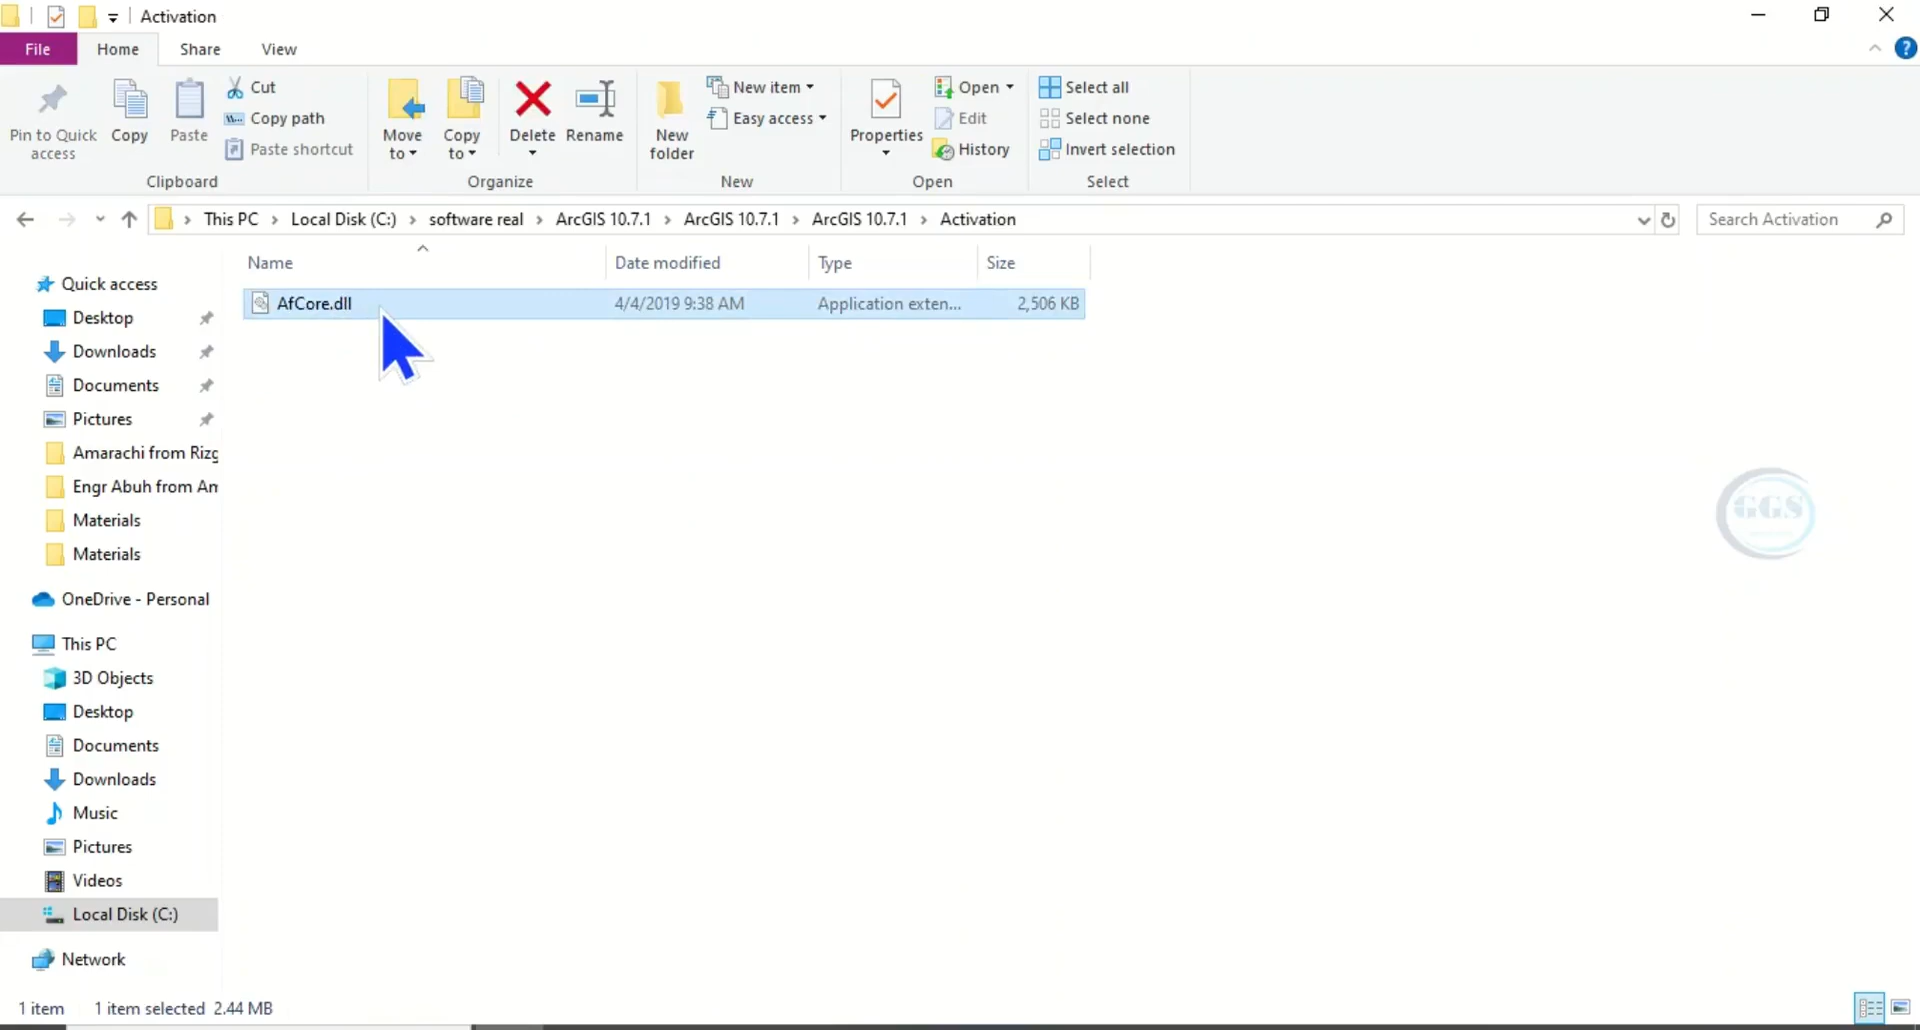 Activation
File Home Share View
Pin to Quick access
Copy
Paste
Cut
Copy path
Paste shortcut
Clipboard
Move to
Copy to
Delete
Rename
Organize
New folder
New item
Easy access
New
Properties
Open
Edit
History
Open
Select all
Select none
Invert selection
Select
This PC > Local Disk (C:) > software real > ArcGIS 10.7.1 > ArcGIS 10.7.1 > ArcGIS 10.7.1 > Activation
Search Activation
Name Date modified Type Size
AfCore.dll 4/4/2019 9:38 AM Application exten... 2,506 KB
Quick access
Desktop
Downloads
Documents
Pictures
Amarachi from Rizg
Engr Abuh from Am
Materials
Materials
OneDrive - Personal
This PC
3D Objects
Desktop
Documents
Downloads
Music
Pictures
Videos
Local Disk (C:)
Network
GGS
1 item 1 item selected 2.44 MB